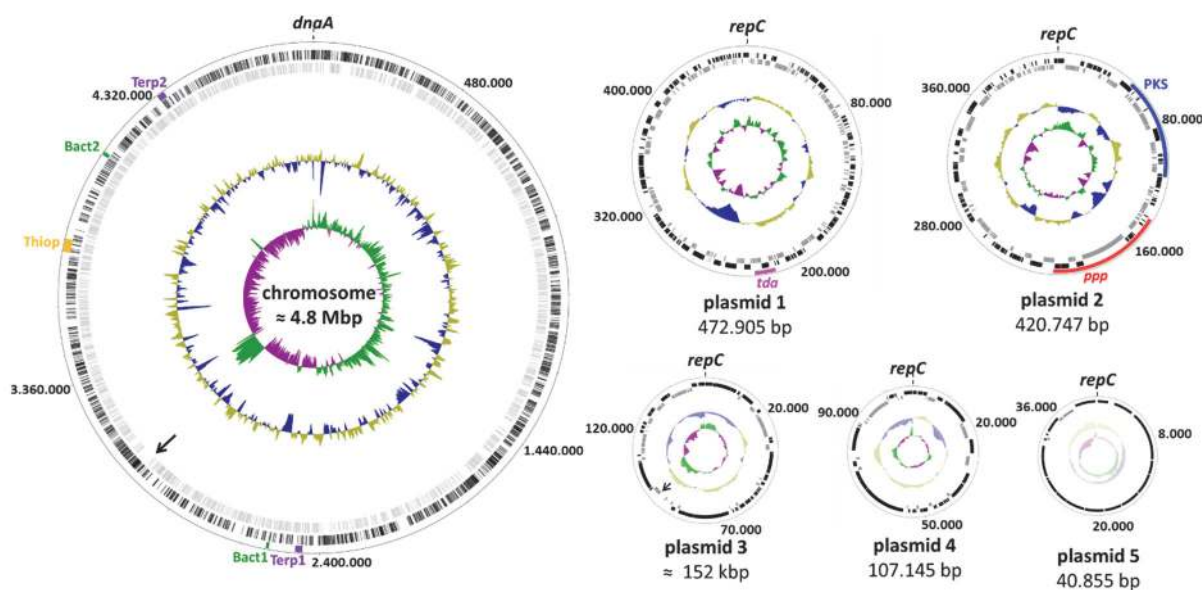 dnaA
Terp2
4.320.000
480.000
Bact2
Thiop
chromosome
≈ 4.8 Mbp
3.360.000
1.440.000
Bact1
Terp1
2.400.000
repC
400.000
80.000
320.000
200.000
tda
plasmid 1
472.905 bp
repC
360.000
PKS
80.000
280.000
160.000
ppp
plasmid 2
420.747 bp
repC
20.000
120.000
70.000
plasmid 3
≈ 152 kbp
repC
90.000
20.000
50.000
plasmid 4
107.145 bp
repC
36.000
8.000
20.000
plasmid 5
40.855 bp